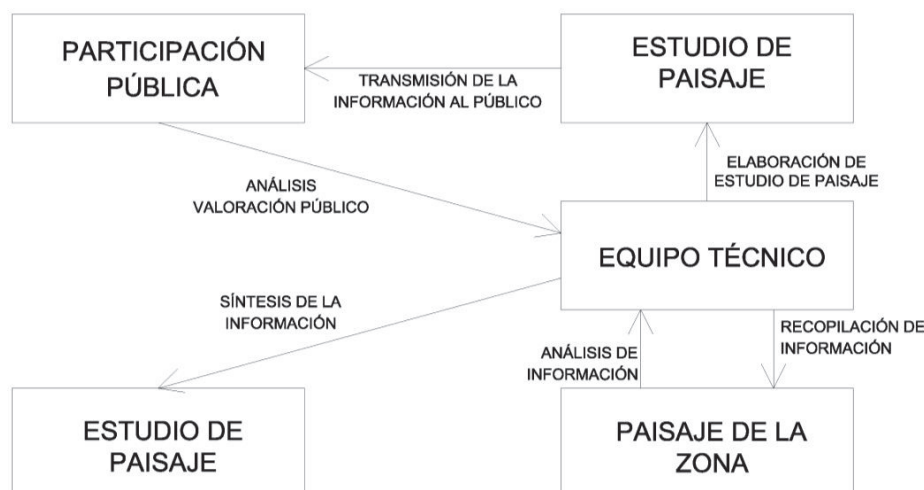 PARTICIPACIÓN
PÚBLICA
ESTUDIO DE
PAISAJE
TRANSMISIÓN DE LA
INFORMACIÓN AL PÚBLICO
ELABORACIÓN DE
ESTUDIO DE PAISAJE
ANÁLISIS
VALORACIÓN PÚBLICO
EQUIPO TÉCNICO
SÍNTESIS DE LA
INFORMACIÓN
ANÁLISIS DE
INFORMACIÓN
RECOPILACIÓN DE
INFORMACIÓN
ESTUDIO DE
PAISAJE
PAISAJE DE LA
ZONA